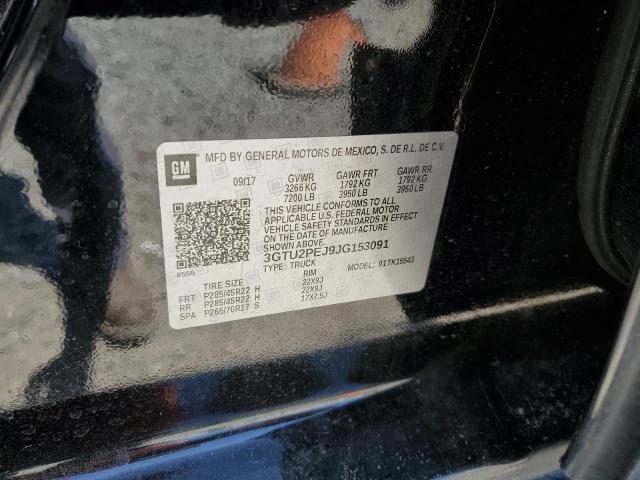 GM
MFD BY GENERAL MOTORS DE MEXICO, S. DE R.L. DE C.V.
09/17 GVWR GAWR FRT GAWR RR
3266 KG 1792 KG 1792 KG
7200 LB 3950 LB 3950 LB
THIS VEHICLE CONFORMS TO ALL
APPLICABLE U.S. FEDERAL MOTOR
VEHICLE SAFETY STANDARDS IN
EFFECT ON THE DATE OF MANUFACTURE
SHOWN ABOVE.
3GTU2PEJ9JG153091
8555 TYPE: TRUCK MODEL: 91TK15543
TIRE SIZE RIM
FRT P285/45R22 H 22X9J
RR P285/45R22 H 22X9J
SPA P265/70R17 S 17X7.5J